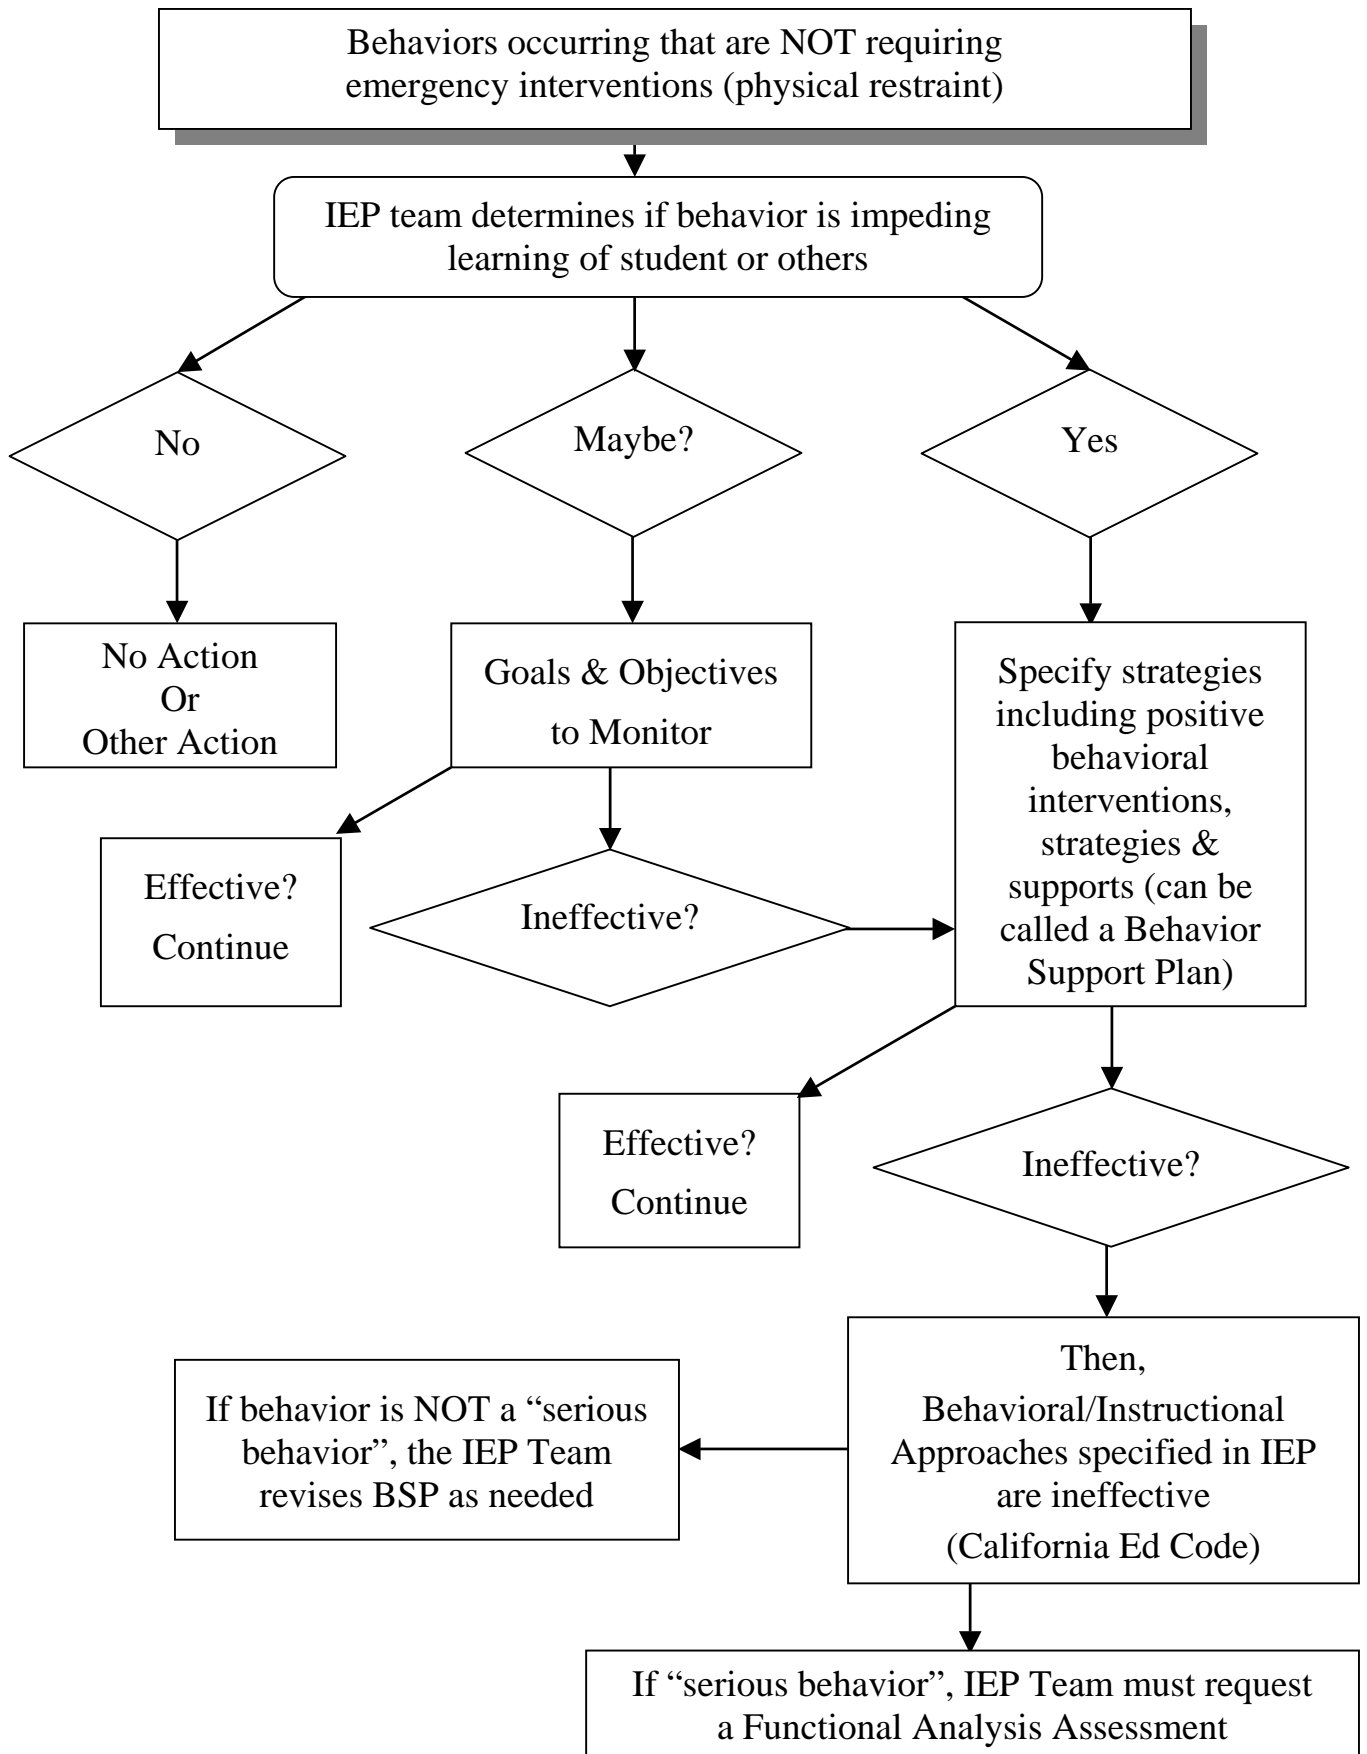 Behaviors occurring that are NOT requiring
emergency interventions (physical restraint)
IEP team determines if behavior is impeding
learning of student or others
No
Maybe?
Yes
No Action
Or
Other Action
Goals & Objectives
to Monitor
Specify strategies
including positive
behavioral
interventions,
strategies &
supports (can be
called a Behavior
Support Plan)
Effective?
Continue
Ineffective?
Effective?
Continue
Ineffective?
Then,
Behavioral/Instructional
Approaches specified in IEP
are ineffective
(California Ed Code)
If behavior is NOT a “serious
behavior”, the IEP Team
revises BSP as needed
If “serious behavior”, IEP Team must request
a Functional Analysis Assessment